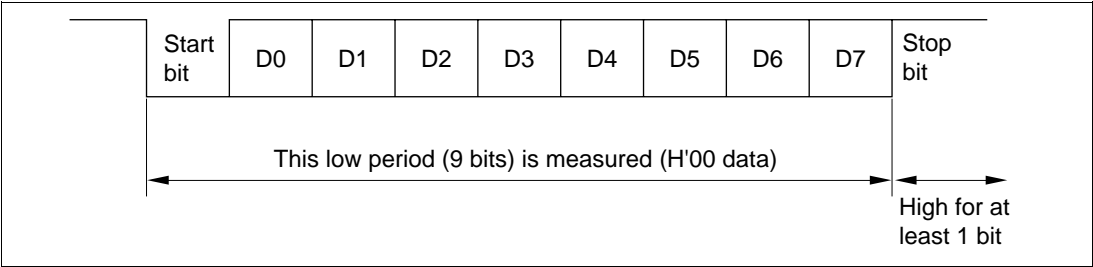 Start
bit
D0
D1
D2
D3
D4
D5
D6
D7
Stop
bit
This low period (9 bits) is measured (H'00 data)
High for at
least 1 bit